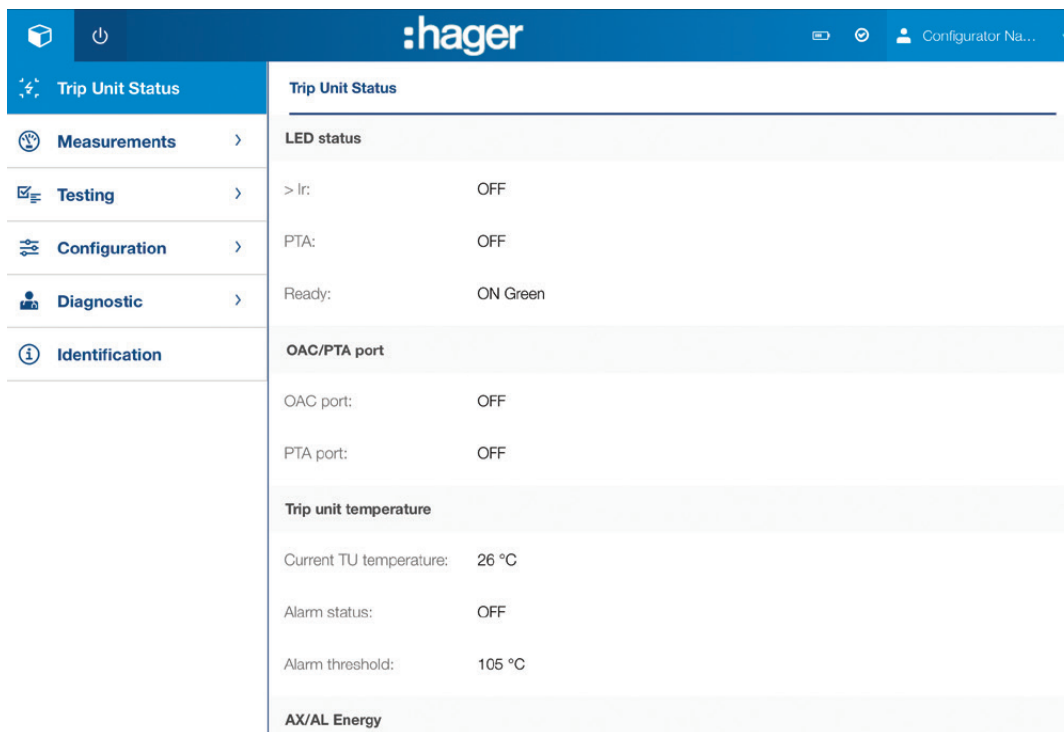 :hager
Configurator Na...
Trip Unit Status
Measurements
Testing
Configuration
Diagnostic
Identification
Trip Unit Status
LED status
> Ir: OFF
PTA: OFF
Ready: ON Green
OAC/PTA port
OAC port: OFF
PTA port: OFF
Trip unit temperature
Current TU temperature: 26 °C
Alarm status: OFF
Alarm threshold: 105 °C
AX/AL Energy